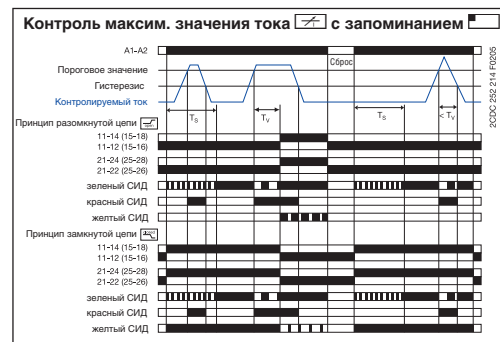 Контроль максим. значения тока с запоминанием
A1-A2
Сброс
Пороговое значение
Гистерезис
Контролируемый ток
TS
TV
TS
< TV
Принцип разомкнутой цепи
11-14 (15-18)
11-12 (15-16)
21-24 (25-28)
21-22 (25-26)
зеленый СИД
красный СИД
желтый СИД
Принцип замкнутой цепи
11-14 (15-18)
11-12 (15-16)
21-24 (25-28)
21-22 (25-26)
зеленый СИД
красный СИД
желтый СИД
2CDC 252 214 F0205